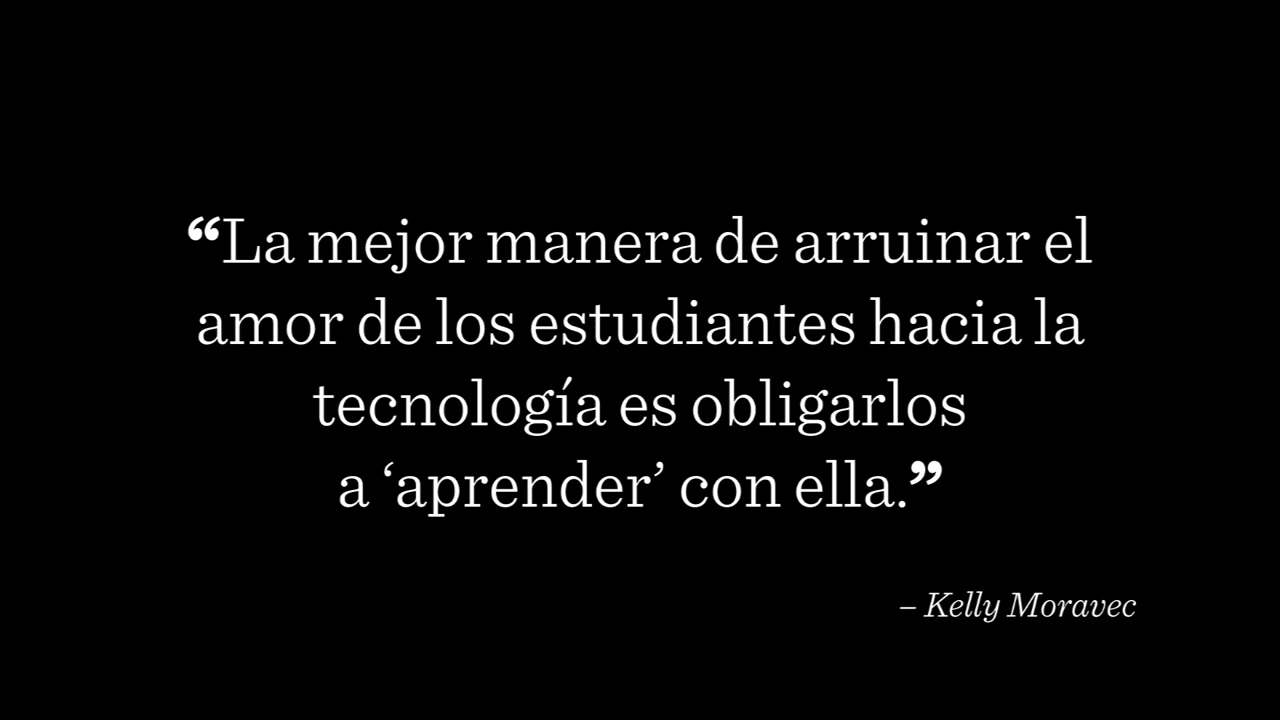 “La mejor manera de arruinar el
amor de los estudiantes hacia la
tecnología es obligarlos
a ‘aprender’ con ella.”
– Kelly Moravec